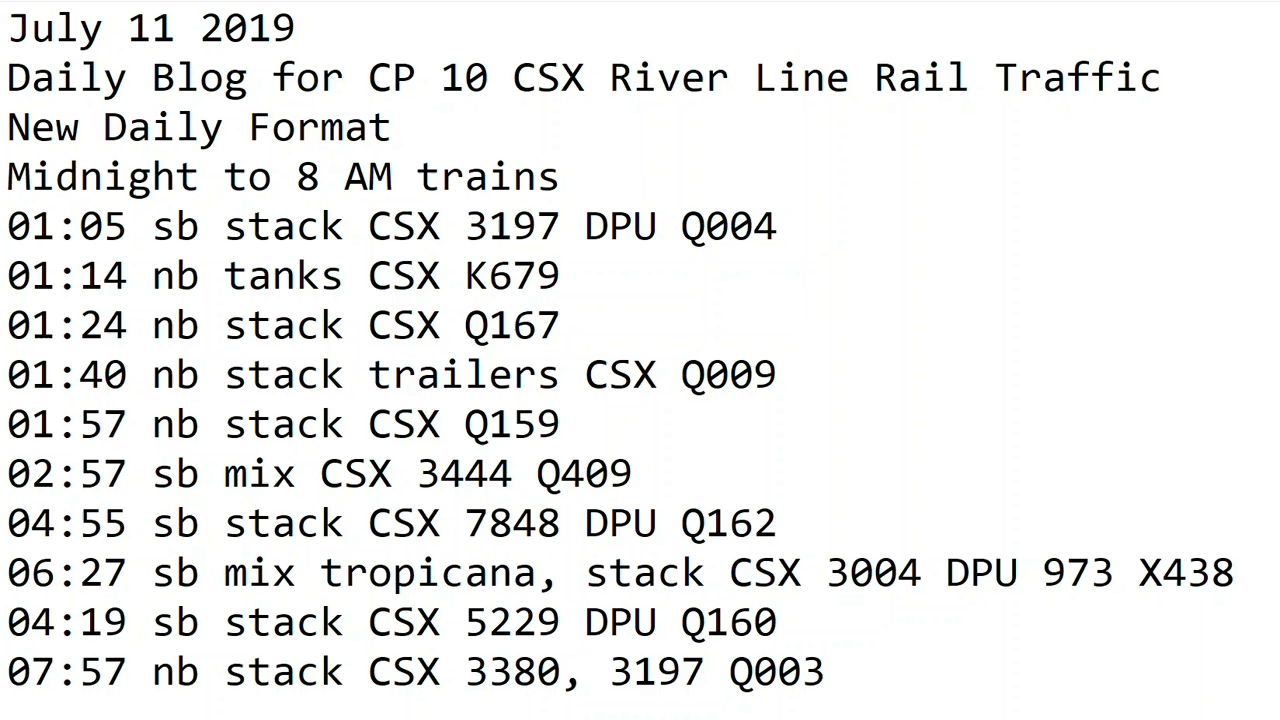 July 11 2019
Daily Blog for CP 10 CSX River Line Rail Traffic
New Daily Format
Midnight to 8 AM trains
01:05 sb stack CSX 3197 DPU Q004
01:14 nb tanks CSX K679
01:24 nb stack CSX Q167
01:40 nb stack trailers CSX Q009
01:57 nb stack CSX Q159
02:57 sb mix CSX 3444 Q409
04:55 sb stack CSX 7848 DPU Q162
06:27 sb mix tropicana, stack CSX 3004 DPU 973 X438
04:19 sb stack CSX 5229 DPU Q160
07:57 nb stack CSX 3380, 3197 Q003